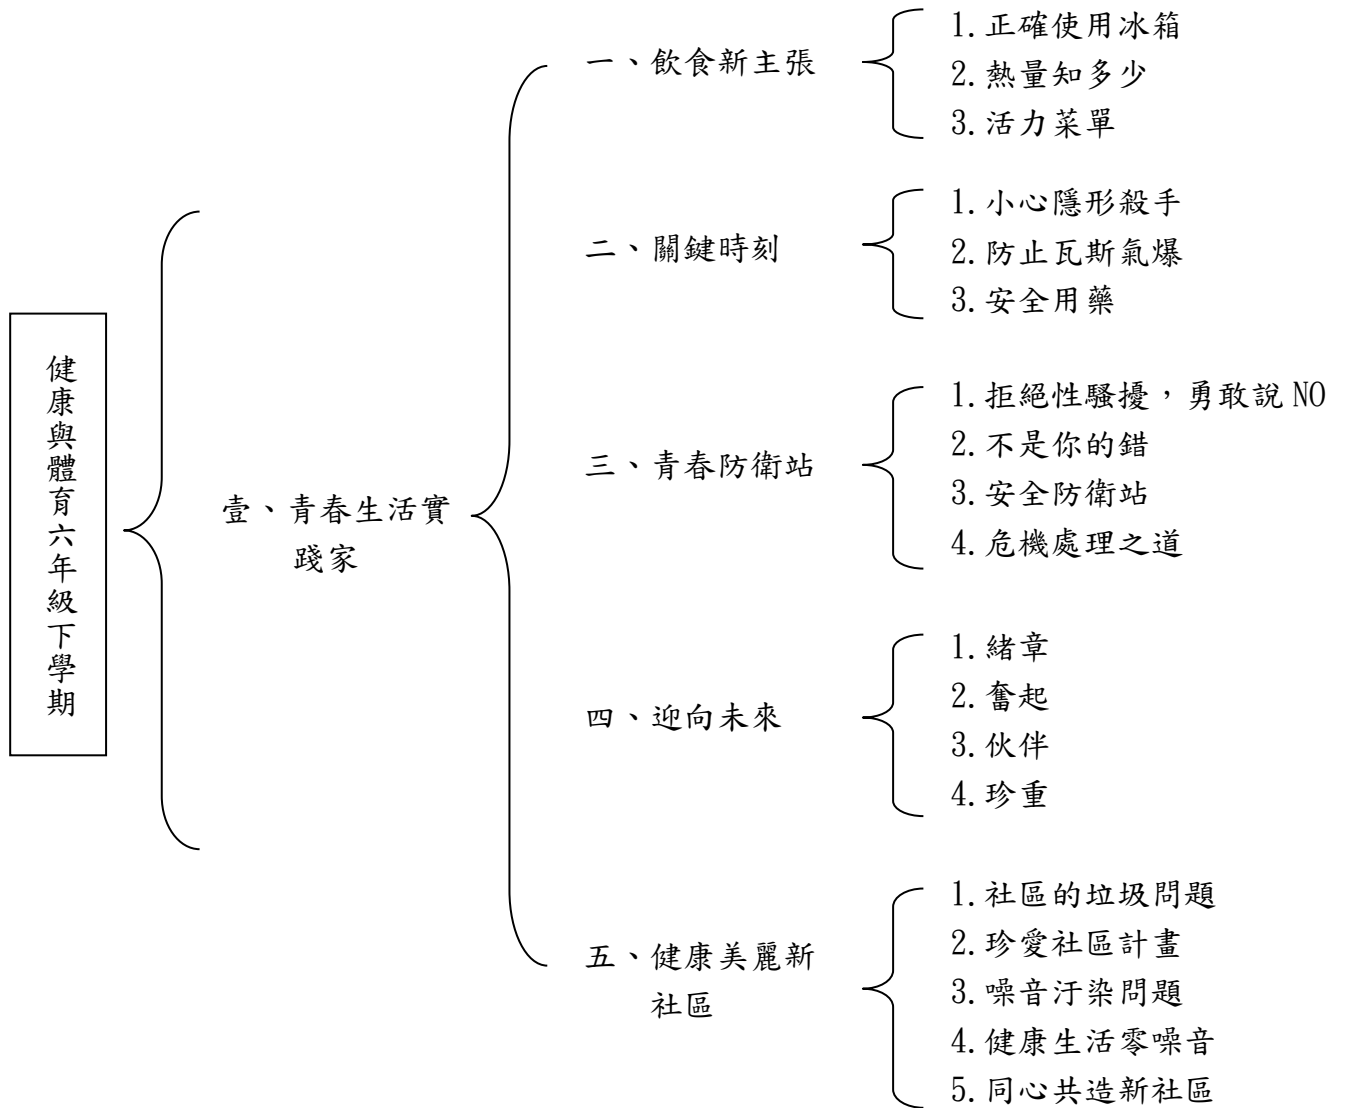 健康與體育六年級下學期
壹、青春生活實
踐家
一、飲食新主張
1.正確使用冰箱
2.熱量知多少
3.活力菜單
二、關鍵時刻
1.小心隱形殺手
2.防止瓦斯氣爆
3.安全用藥
三、青春防衛站
1.拒絕性騷擾，勇敢說 NO
2.不是你的錯
3.安全防衛站
4.危機處理之道
四、迎向未來
1.緒章
2.奮起
3.伙伴
4.珍重
五、健康美麗新
社區
1.社區的垃圾問題
2.珍愛社區計畫
3.噪音汙染問題
4.健康生活零噪音
5.同心共造新社區